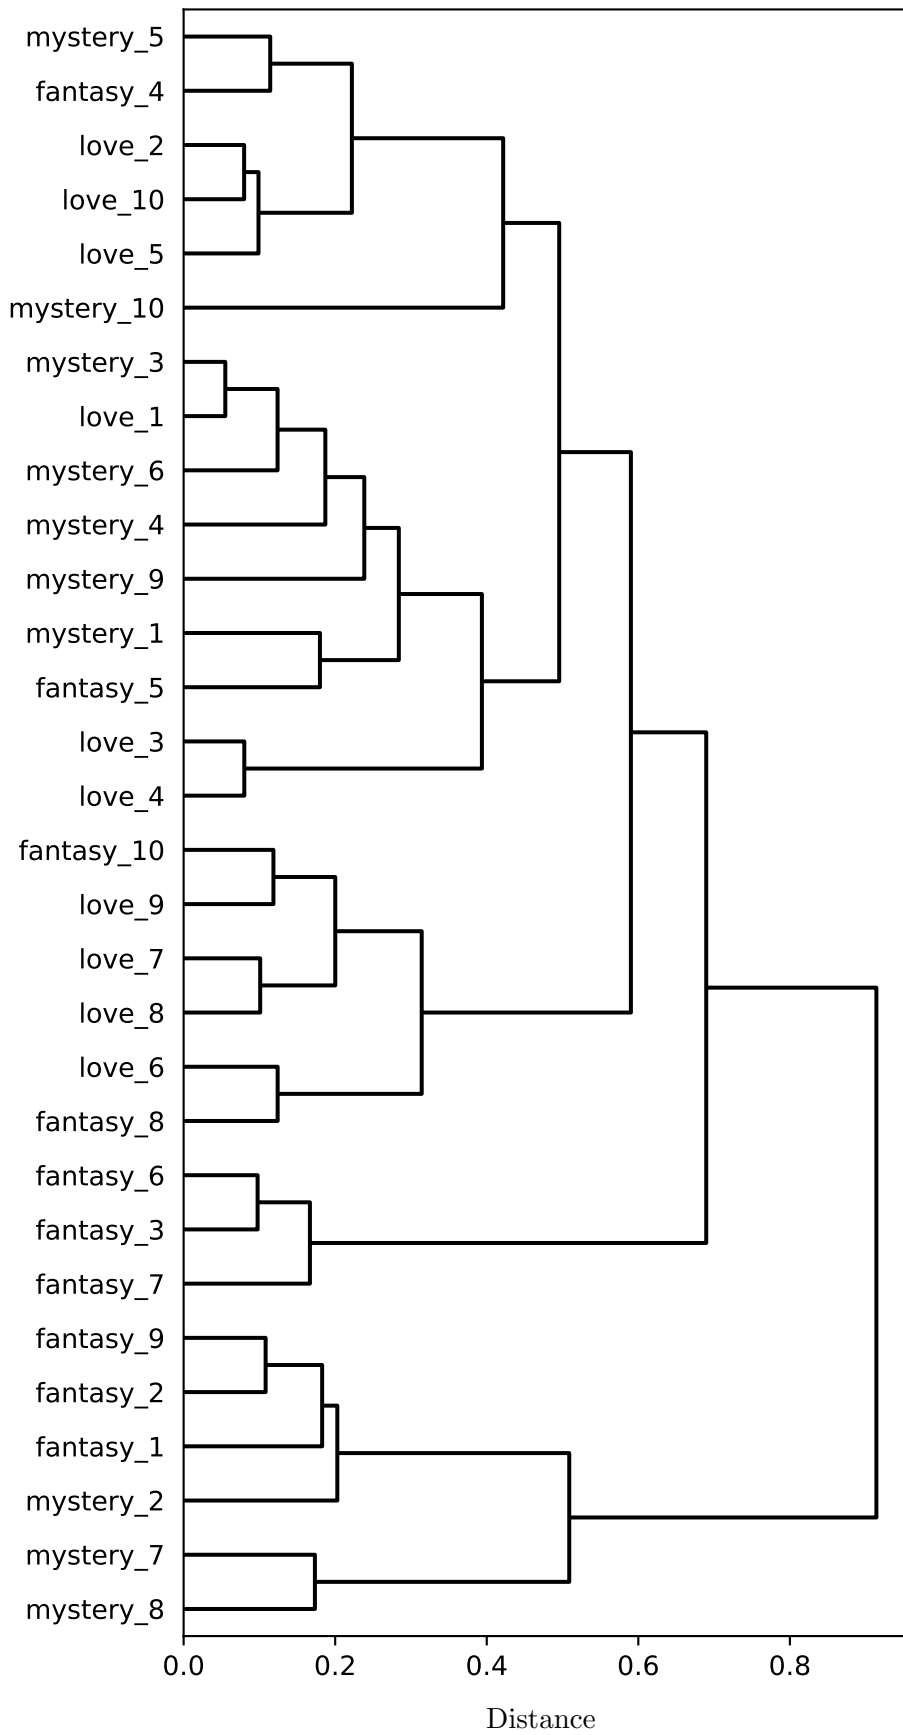 mystery_5
fantasy_4
love_2
love_10
love_5
mystery_10
mystery_3
love_1
mystery_6
mystery_4
mystery_9
mystery_1
fantasy_5
love_3
love_4
fantasy_10
love_9
love_7
love_8
love_6
fantasy_8
fantasy_6
fantasy_3
fantasy_7
fantasy_9
fantasy_2
fantasy_1
mystery_2
mystery_7
mystery_8
0.0 0.2 0.4 0.6 0.8
Distance